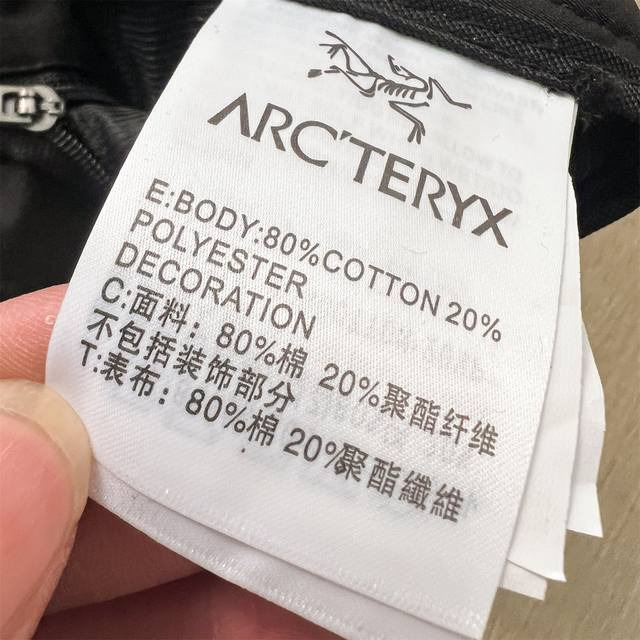 ARC'TERYX
E:BODY:80%COTTON 20%
POLYESTER
DECORATION
C:面料：80%棉 20%聚酯纤维
不包括装饰部分
T:表布：80%棉 20%聚酯纖維